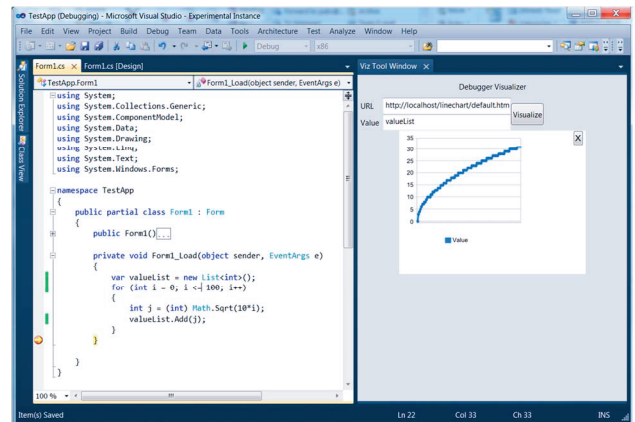 TestApp (Debugging) - Microsoft Visual Studio - Experimental Instance
File Edit View Project Build Debug Team Data Tools Architecture Test Analyze Window Help
Debug x86
Form1.cs Form1.cs [Design]
Viz Tool Window
Solution Explorer
Class View
TestApp.Form1 Form1_Load(object sender, EventArgs e)
using System;
using System.Collections.Generic;
using System.ComponentModel;
using System.Data;
using System.Drawing;
using System.Linq;
using System.Text;
using System.Windows.Forms;
namespace TestApp
{
public partial class Form1 : Form
{
public Form1()...
private void Form1_Load(object sender, EventArgs e)
{
var valueList = new List<int>();
for (int i = 0; i <= 100; i++)
{
int j = (int) Math.Sqrt(10*i);
valueList.Add(j);
}
}
}
}
100 %
Debugger Visualizer
URL http://localhost/linechart/default.htm
Visualize
Value valueList
X
35
30
25
20
15
10
5
0
Value
Item(s) Saved Ln 22 Col 33 Ch 33 INS